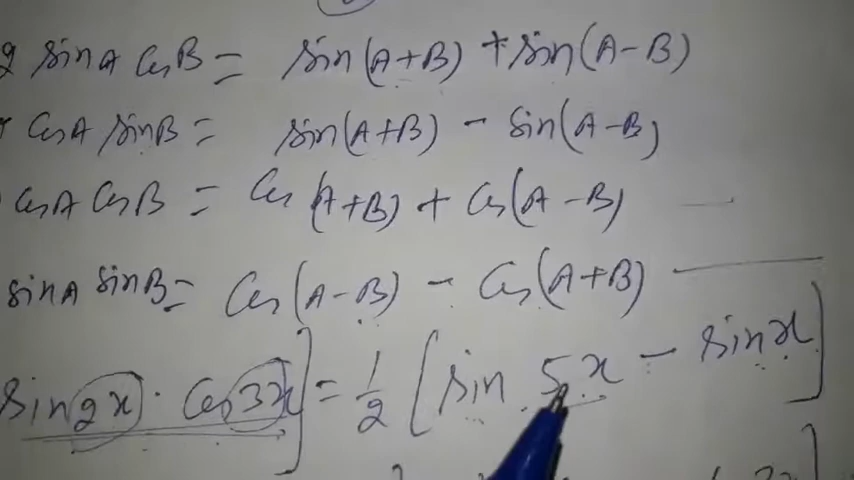 2 sinA CosB = sin(A+B) + sin(A-B)
CosA sinB = sin(A+B) - sin(A-B)
CosA CosB = Cos(A+B) + Cos(A-B)
sinA sinB = Cos(A-B) - Cos(A+B)
sin2x · Cos3x] = 1/2 [sin 5x - sinx]